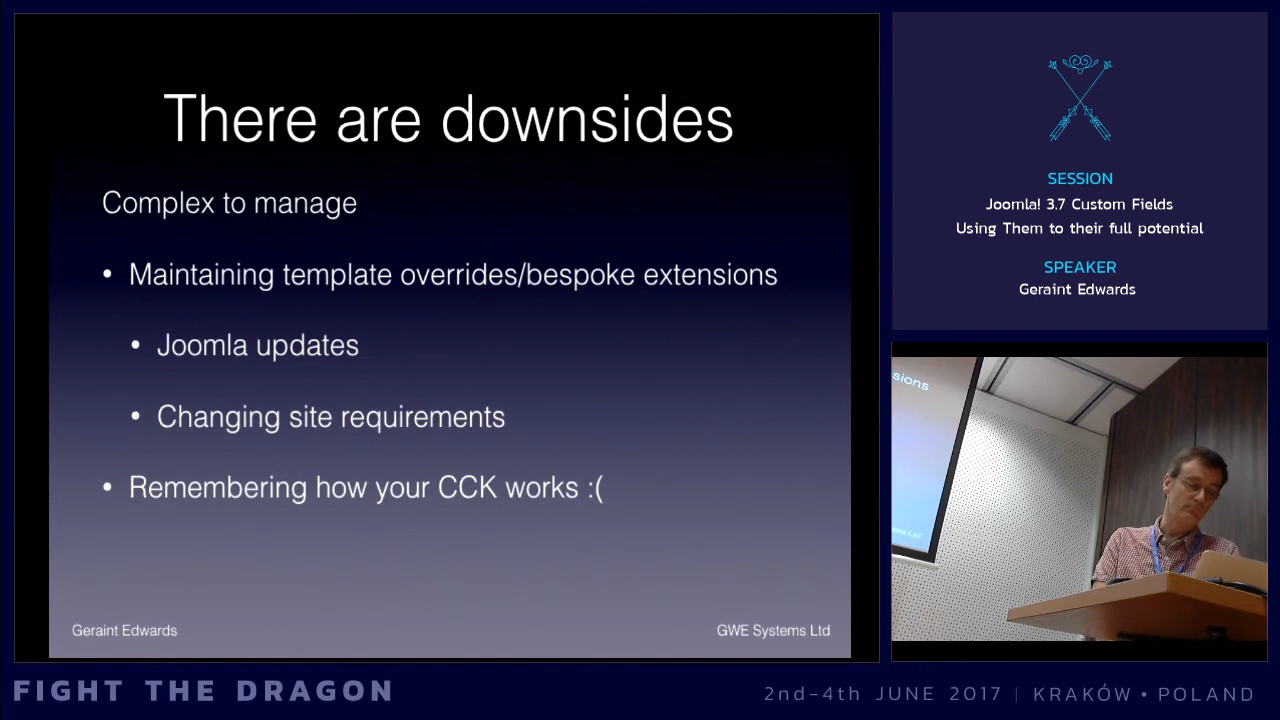 There are downsides
Complex to manage
• Maintaining template overrides/bespoke extensions
• Joomla updates
• Changing site requirements
• Remembering how your CCK works :(
Geraint Edwards
GWE Systems Ltd
SESSION
Joomla! 3.7 Custom Fields
Using Them to their full potential
SPEAKER
Geraint Edwards
FIGHT THE DRAGON
2nd-4th JUNE 2017 | KRAKÓW • POLAND